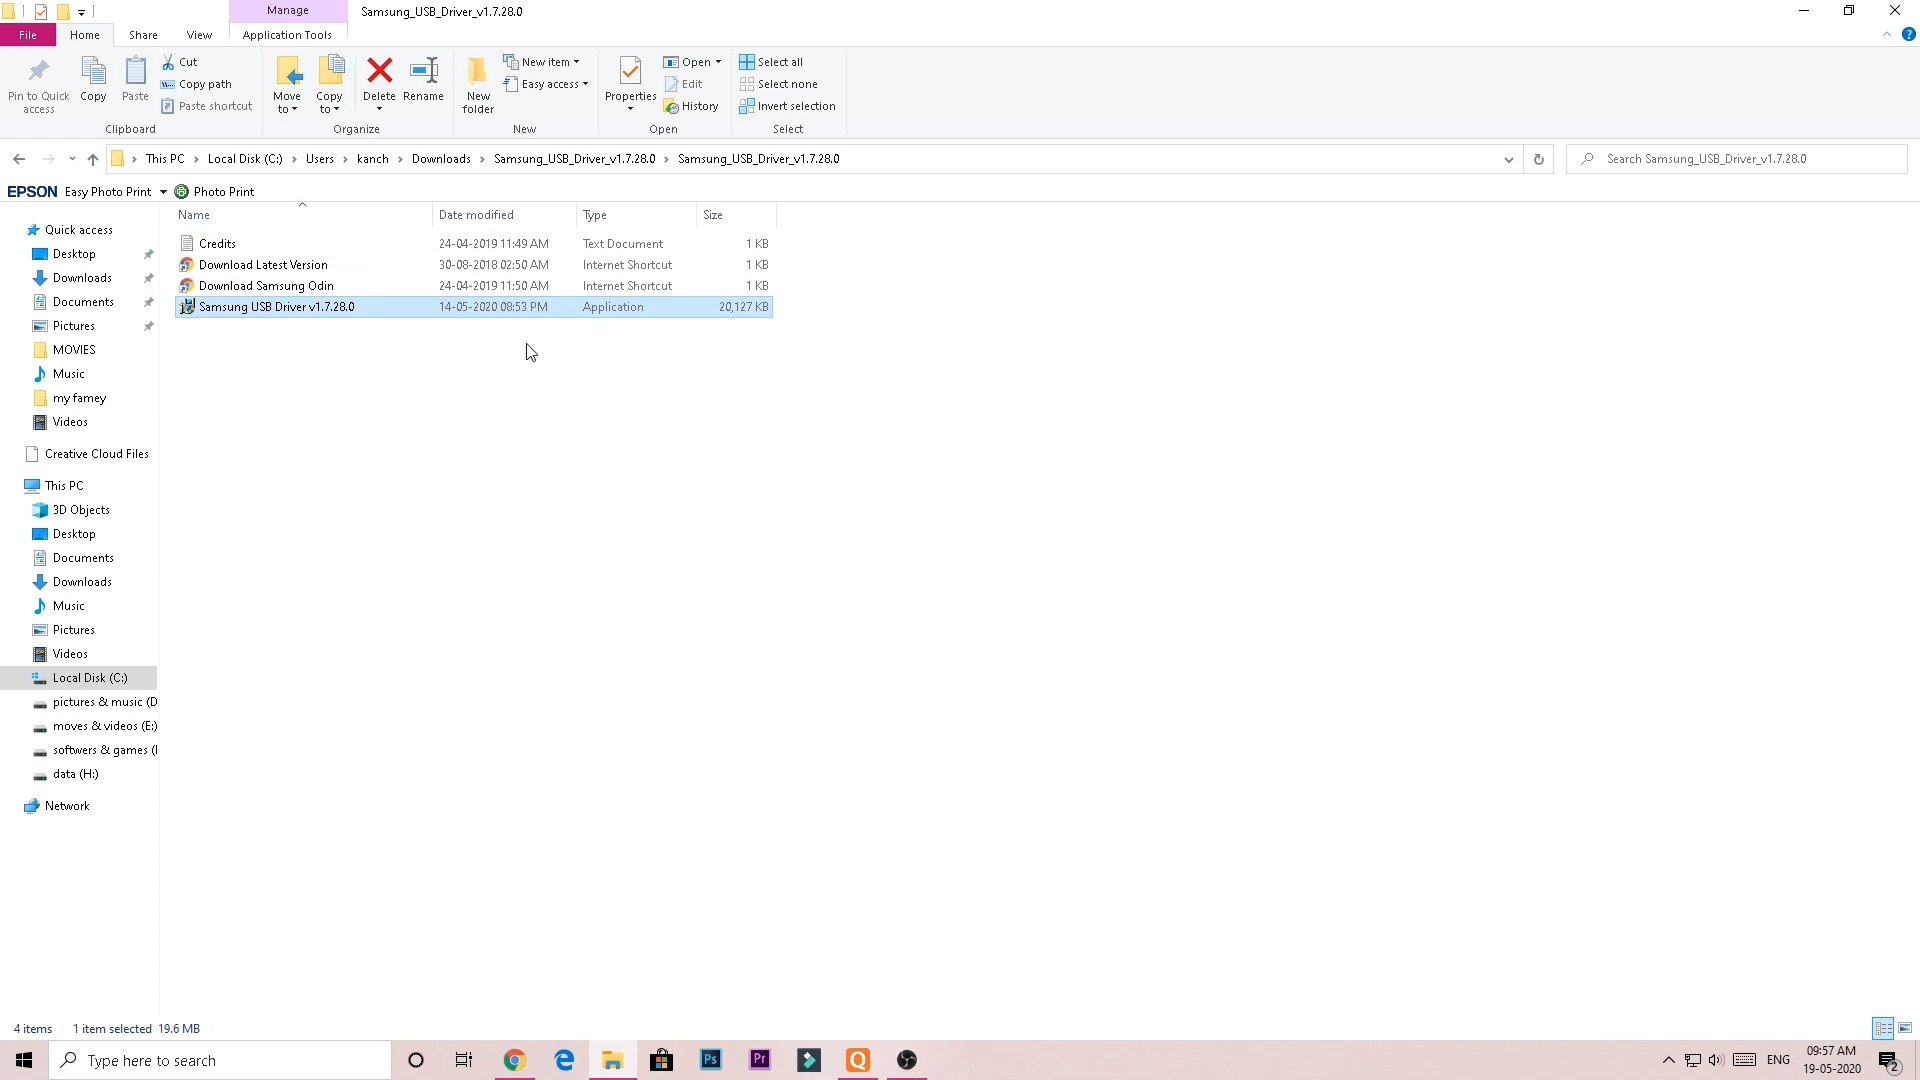 Manage
Samsung_USB_Driver_v1.7.28.0
File
Home
Share
View
Application Tools
Pin to Quick access
Copy
Paste
Cut
Copy path
Paste shortcut
Clipboard
Move to
Copy to
Delete
Rename
Organize
New folder
New item
Easy access
New
Properties
Open
Edit
History
Open
Select all
Select none
Invert selection
Select
This PC > Local Disk (C:) > Users > kanch > Downloads > Samsung_USB_Driver_v1.7.28.0 > Samsung_USB_Driver_v1.7.28.0
Search Samsung_USB_Driver_v1.7.28.0
EPSON Easy Photo Print Photo Print
Name Date modified Type Size
Credits 24-04-2019 11:49 AM Text Document 1 KB
Download Latest Version 30-08-2018 02:50 AM Internet Shortcut 1 KB
Download Samsung Odin 24-04-2019 11:50 AM Internet Shortcut 1 KB
Samsung USB Driver v1.7.28.0 14-05-2020 08:53 PM Application 20,127 KB
Quick access
Desktop
Downloads
Documents
Pictures
MOVIES
Music
my famey
Videos
Creative Cloud Files
This PC
3D Objects
Desktop
Documents
Downloads
Music
Pictures
Videos
Local Disk (C:)
pictures & music (D
moves & videos (E:)
softwers & games (
data (H:)
Network
4 items 1 item selected 19.6 MB
Type here to search
Ps
Pr
Q
ENG
09:57 AM
19-05-2020
2